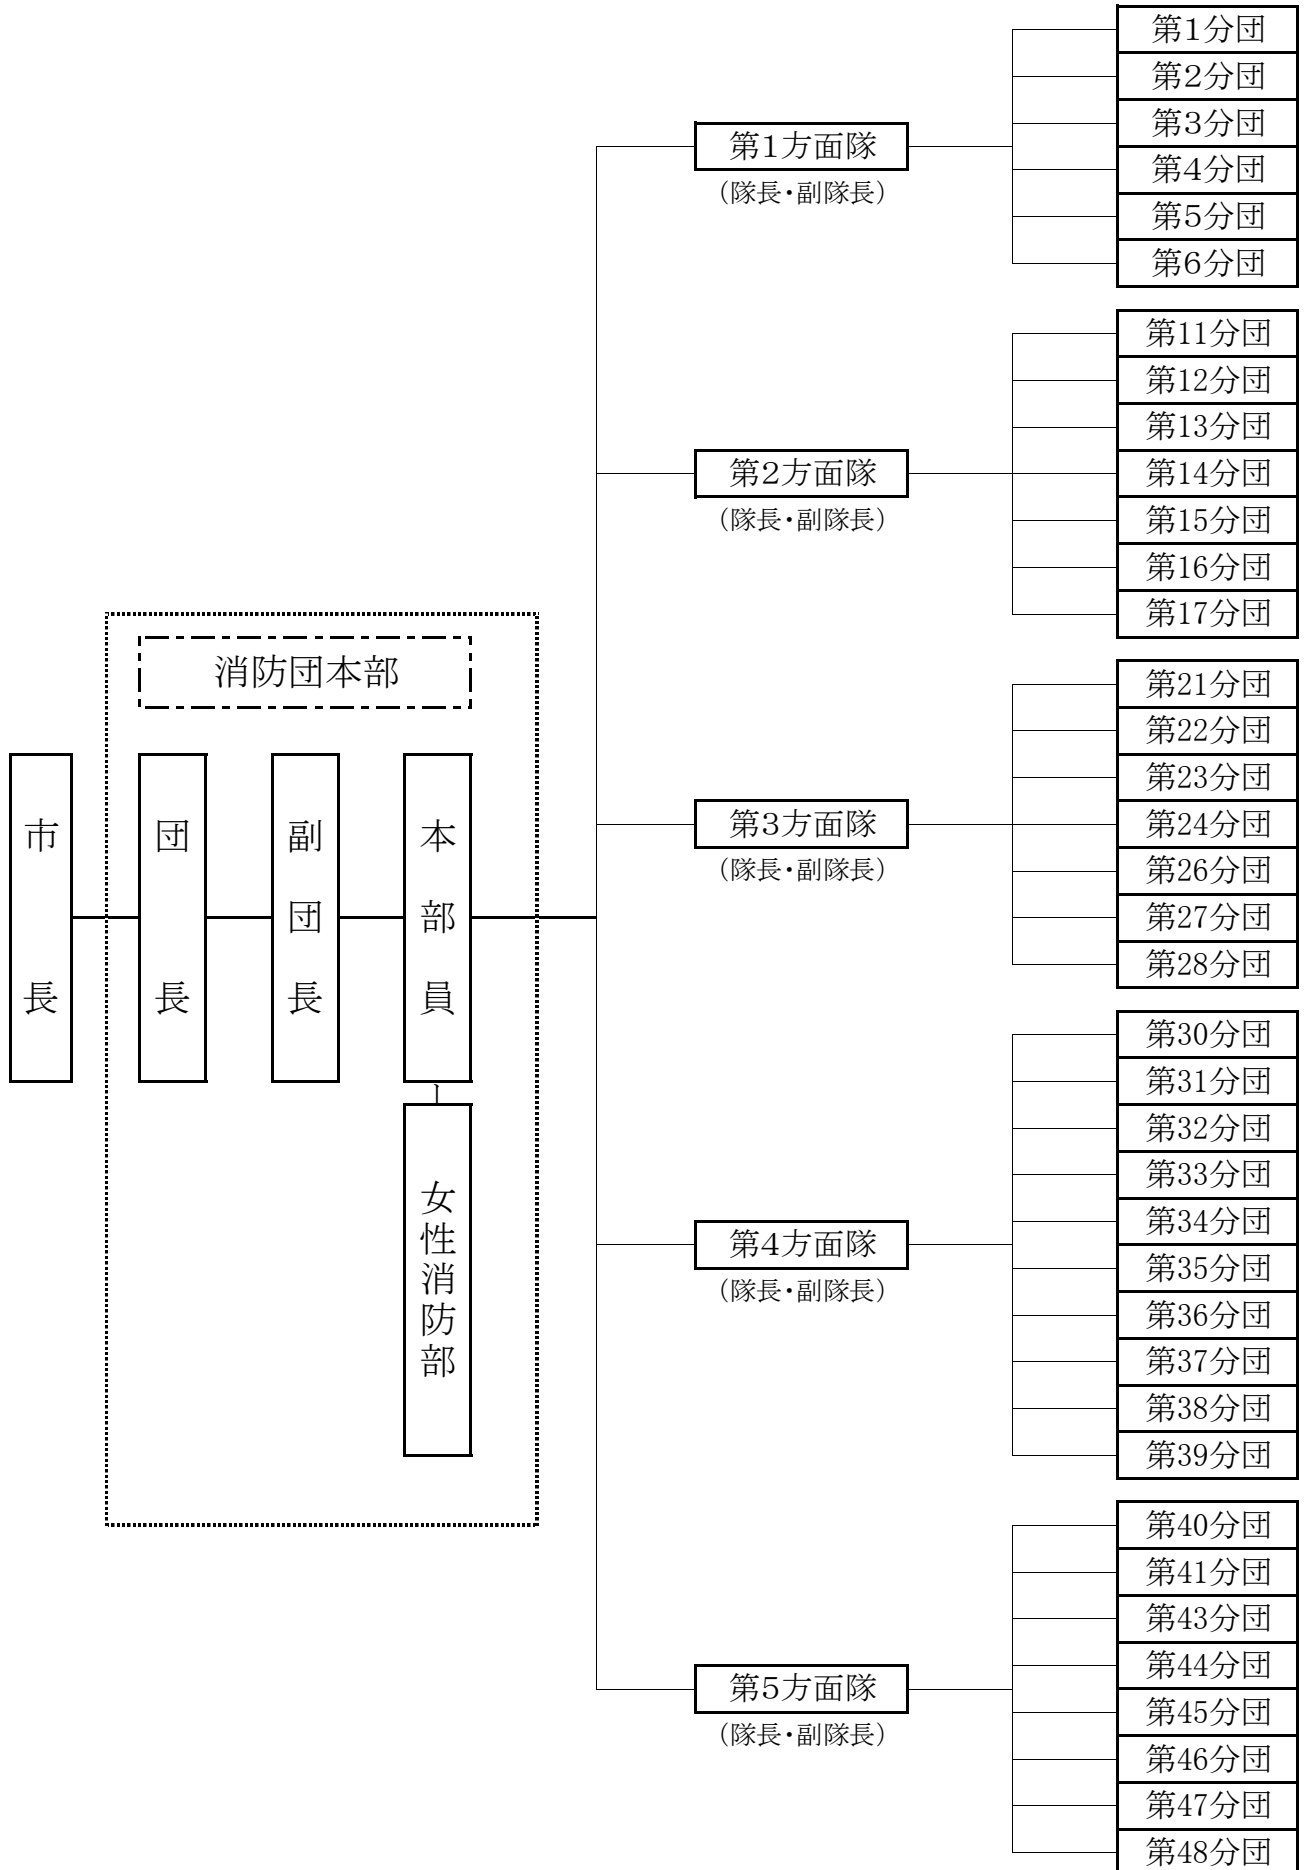 市長
消防団本部
団長
副団長
本部員
女性消防部
第1方面隊
(隊長・副隊長)
第1分団
第2分団
第3分団
第4分団
第5分団
第6分団
第2方面隊
(隊長・副隊長)
第11分団
第12分団
第13分団
第14分団
第15分団
第16分団
第17分団
第3方面隊
(隊長・副隊長)
第21分団
第22分団
第23分団
第24分団
第26分団
第27分団
第28分団
第4方面隊
(隊長・副隊長)
第30分団
第31分団
第32分団
第33分団
第34分団
第35分団
第36分団
第37分団
第38分団
第39分団
第5方面隊
(隊長・副隊長)
第40分団
第41分団
第43分団
第44分団
第45分団
第46分団
第47分団
第48分団